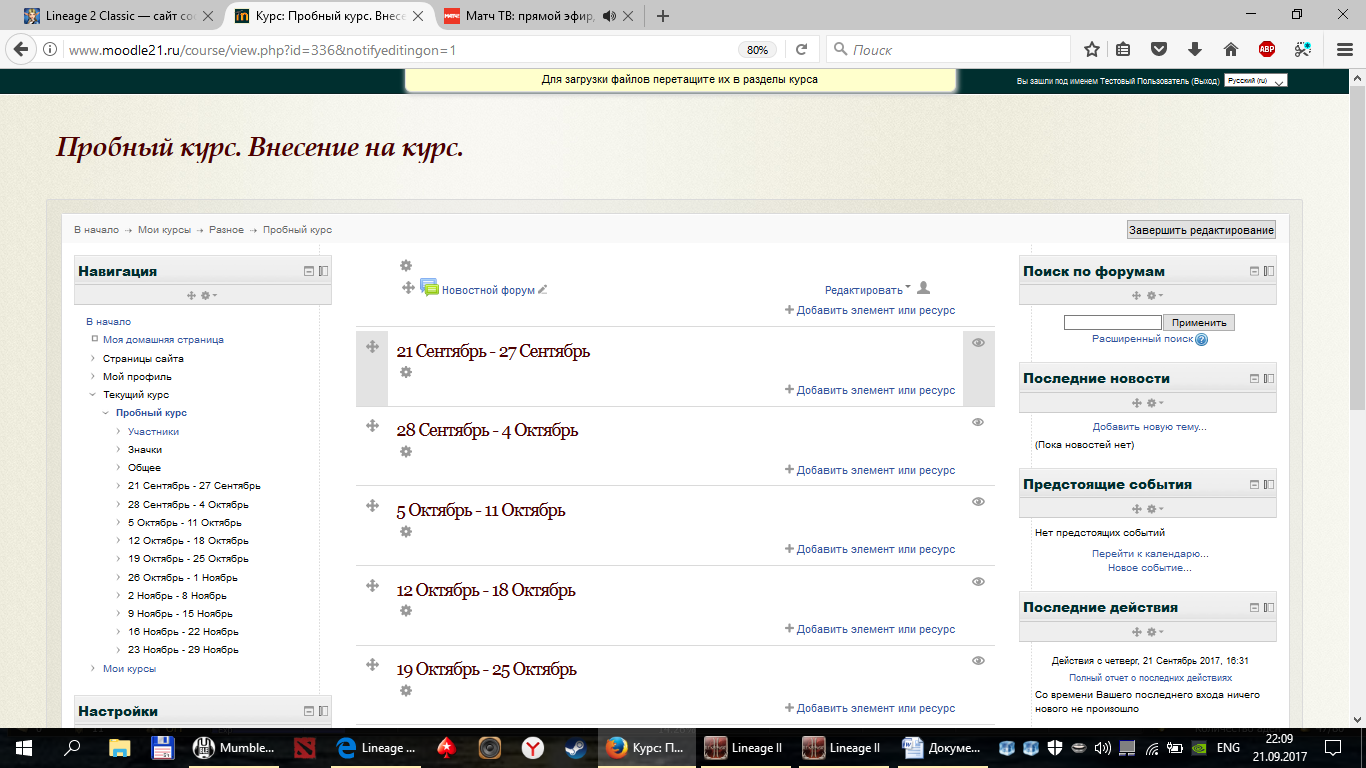 Lineage 2 Classic — сайт со
Курс: Пробный курс. Внесе
Матч ТВ: прямой эфир,
www.moodle21.ru/course/view.php?id=336&notifyeditingon=1
80%
Поиск
ABP
Для загрузки файлов перетащите их в разделы курса
Вы зашли под именем Тестовый Пользователь (Выход)
Русский (ru)
Пробный курс. Внесение на курс.
В начало → Мои курсы → Разное → Пробный курс
Завершить редактирование
Навигация
В начало
Моя домашняя страница
Страницы сайта
Мой профиль
Текущий курс
Пробный курс
Участники
Значки
Общее
21 Сентябрь - 27 Сентябрь
28 Сентябрь - 4 Октябрь
5 Октябрь - 11 Октябрь
12 Октябрь - 18 Октябрь
19 Октябрь - 25 Октябрь
26 Октябрь - 1 Ноябрь
2 Ноябрь - 8 Ноябрь
9 Ноябрь - 15 Ноябрь
16 Ноябрь - 22 Ноябрь
23 Ноябрь - 29 Ноябрь
Мои курсы
Настройки
Новостной форум
Редактировать
Добавить элемент или ресурс
21 Сентябрь - 27 Сентябрь
Добавить элемент или ресурс
28 Сентябрь - 4 Октябрь
Добавить элемент или ресурс
5 Октябрь - 11 Октябрь
Добавить элемент или ресурс
12 Октябрь - 18 Октябрь
Добавить элемент или ресурс
19 Октябрь - 25 Октябрь
Добавить элемент или ресурс
Поиск по форумам
Применить
Расширенный поиск
Последние новости
Добавить новую тему...
(Пока новостей нет)
Предстоящие события
Нет предстоящих событий
Перейти к календарю...
Новое событие...
Последние действия
Действия с четверг, 21 Сентябрь 2017, 16:31
Полный отчет о последних действиях
Со времени Вашего последнего входа ничего
нового не произошло
Mumble...
Lineage ...
Курс: П...
Lineage II
Lineage II
Докуме...
ENG
22:09
21.09.2017